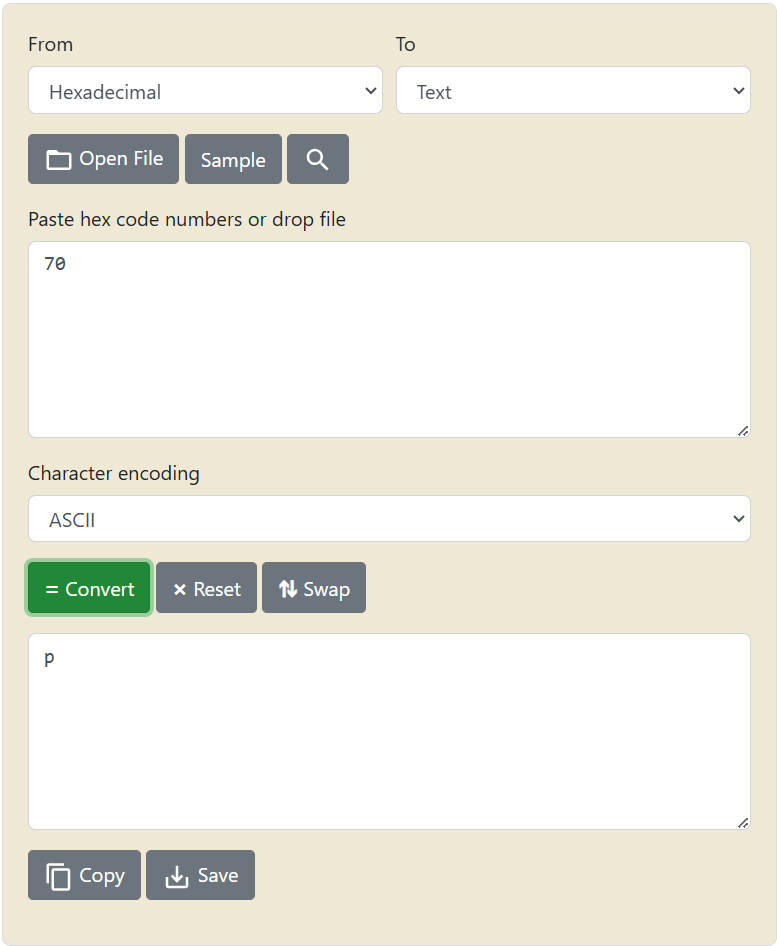 From To
Hexadecimal Text
Open File Sample
Paste hex code numbers or drop file
70
Character encoding
ASCII
= Convert × Reset Swap
p
Copy Save